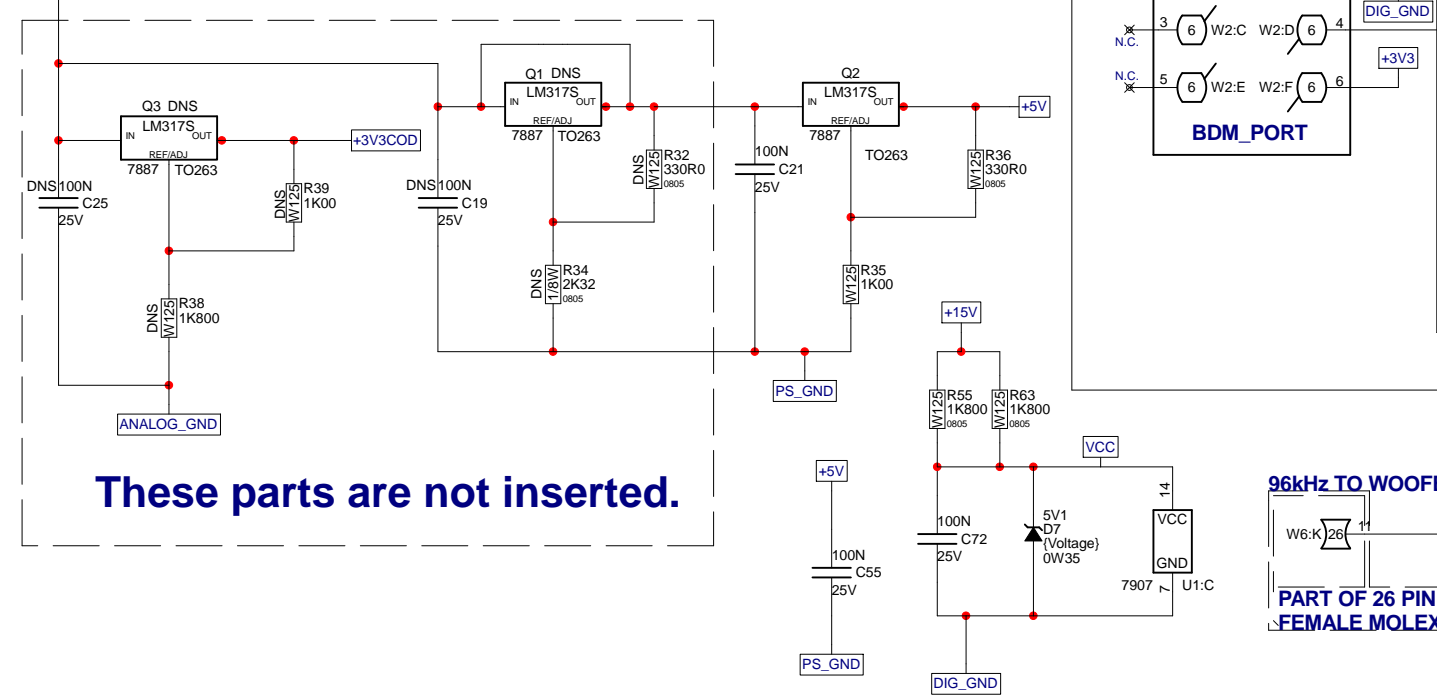 Q3 DNS
LM317S
IN
OUT
REF/ADJ
7887
TO263
+3V3COD
DNS
100N
C25
25V
DNS
W125
R39
1K00
DNS
W125
R38
1K800
ANALOG_GND
DNS
100N
C19
25V
Q1 DNS
LM317S
IN
OUT
REF/ADJ
7887
TO263
DNS
W125
R32
330R0
0805
DNS
1/8W
R34
2K32
0805
These parts are not inserted.
100N
C21
25V
Q2
LM317S
IN
OUT
REF/ADJ
7887
TO263
+5V
W125
R36
330R0
0805
W125
R35
1K00
PS_GND
+15V
W125
R55
1K800
0805
W125
R63
1K800
0805
VCC
+5V
100N
C55
25V
PS_GND
100N
C72
25V
5V1
D7
{Voltage}
0W35
14
VCC
GND
7907
7
U1:C
DIG_GND
DIG_GND
3
6
W2:C
W2:D
6
4
N.C.
+3V3
N.C.
5
6
W2:E
W2:F
6
6
BDM_PORT
96kHz TO WOOF
W6:K
26
11
PART OF 26 PIN
FEMALE MOLEX